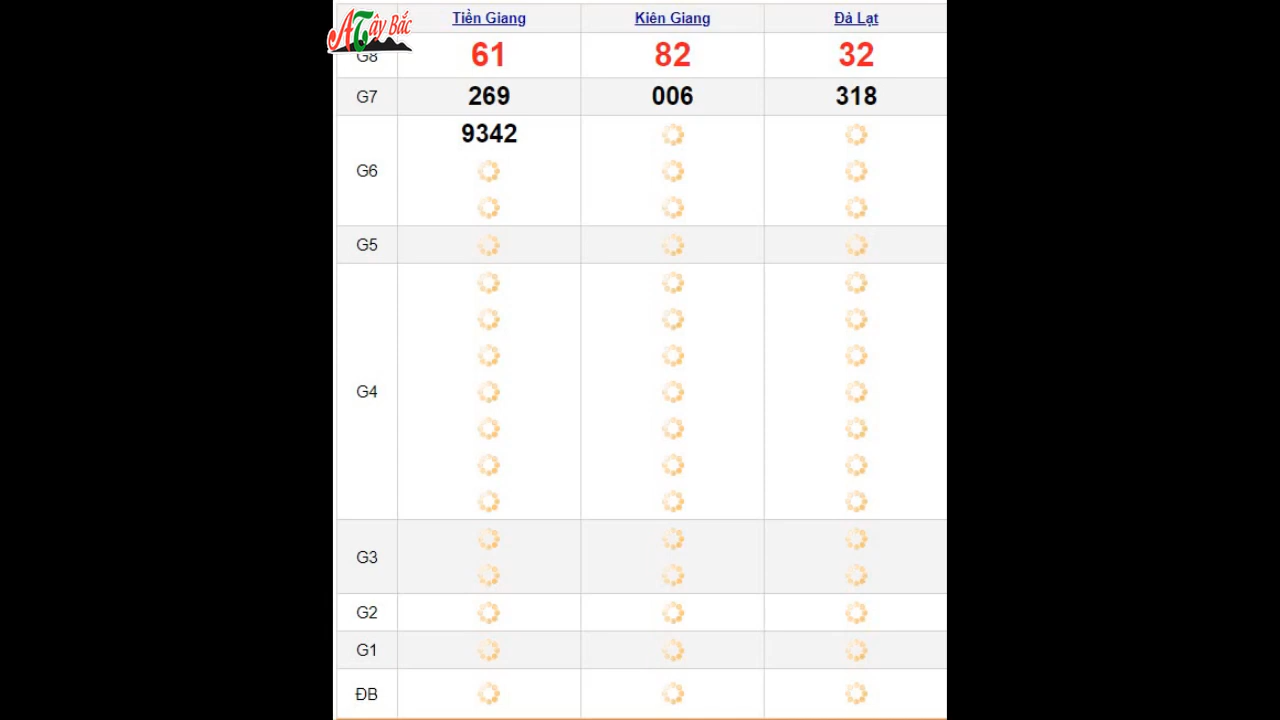 ATây Bắc
Tiền Giang Kiên Giang Đà Lạt
G8 61 82 32
G7 269 006 318
9342
G6
G5
G4
G3
G2
G1
ĐB